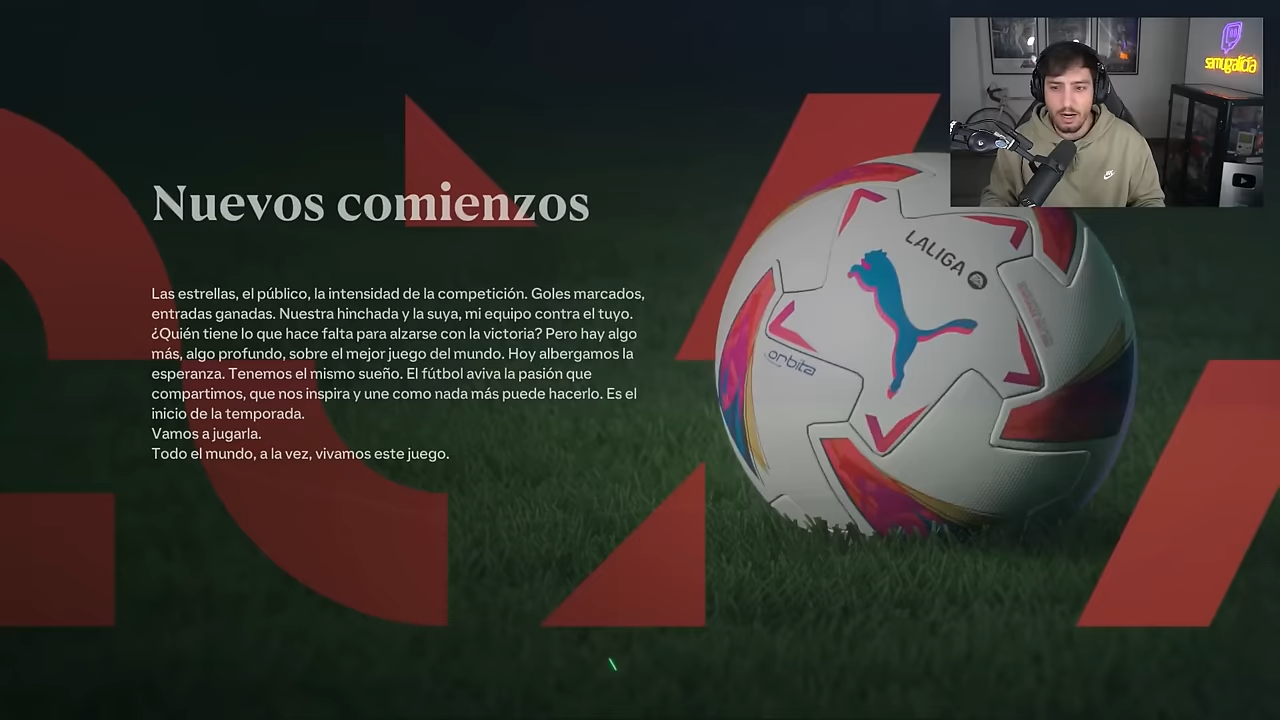 samugalicia
Nuevos comienzos
LALIGA
orbita
Las estrellas, el público, la intensidad de la competición. Goles marcados,
entradas ganadas. Nuestra hinchada y la suya, mi equipo contra el tuyo.
¿Quién tiene lo que hace falta para alzarse con la victoria? Pero hay algo
más, algo profundo, sobre el mejor juego del mundo. Hoy albergamos la
esperanza. Tenemos el mismo sueño. El fútbol aviva la pasión que
compartimos, que nos inspira y une como nada más puede hacerlo. Es el
inicio de la temporada.
Vamos a jugarla.
Todo el mundo, a la vez, vivamos este juego.